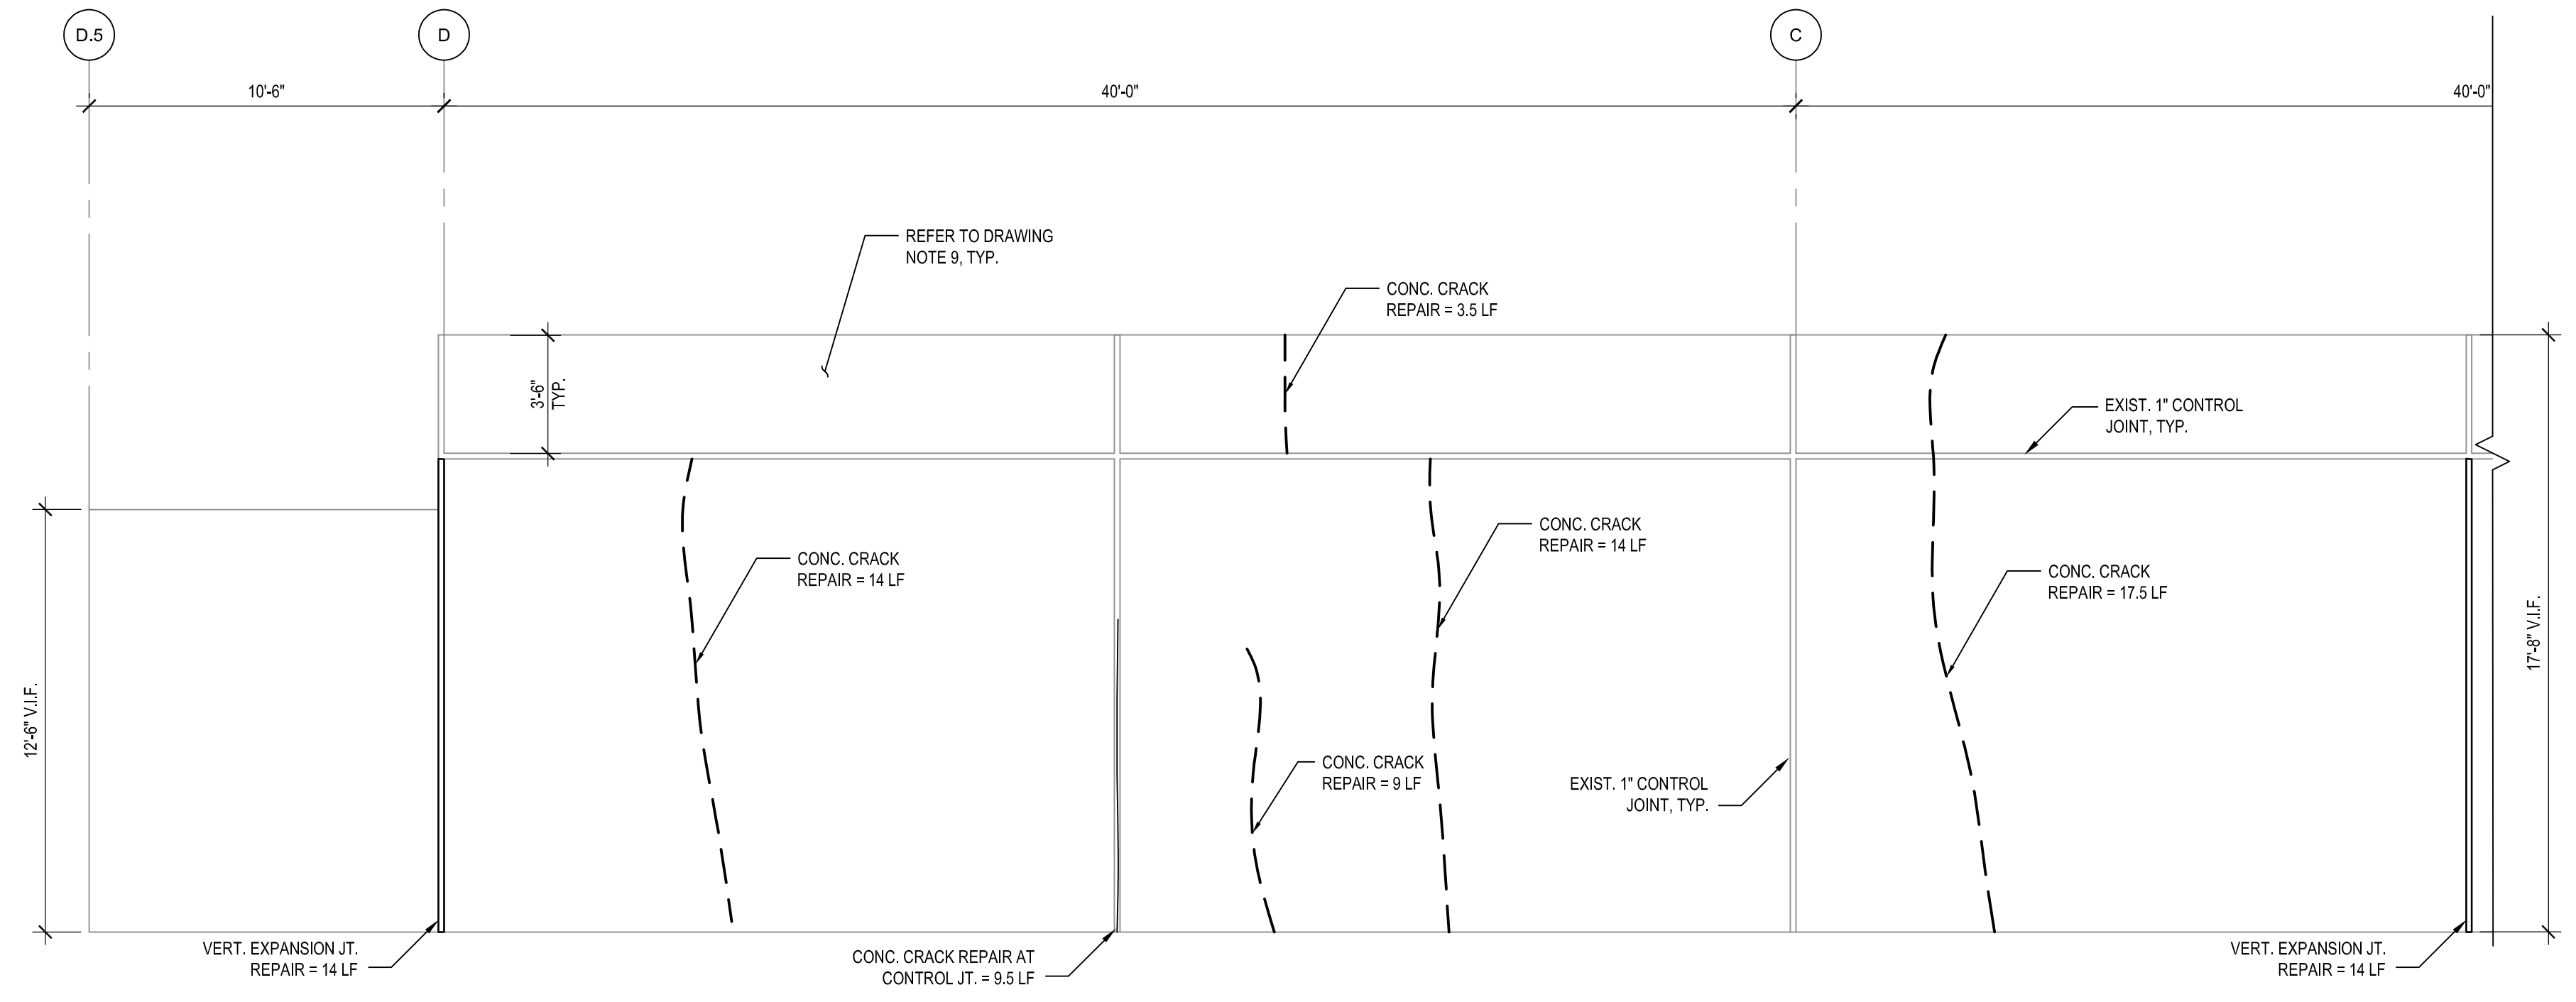 D.5
D
C
10'-6"
40'-0"
40'-0"
REFER TO DRAWING
NOTE 9, TYP.
CONC. CRACK
REPAIR = 3.5 LF
3'-6"
TYP.
EXIST. 1" CONTROL
JOINT, TYP.
CONC. CRACK
REPAIR = 14 LF
CONC. CRACK
REPAIR = 14 LF
CONC. CRACK
REPAIR = 17.5 LF
12'-6" V.I.F.
17'-8" V.I.F.
CONC. CRACK
REPAIR = 9 LF
EXIST. 1" CONTROL
JOINT, TYP.
VERT. EXPANSION JT.
REPAIR = 14 LF
CONC. CRACK REPAIR AT
CONTROL JT. = 9.5 LF
VERT. EXPANSION JT.
REPAIR = 14 LF